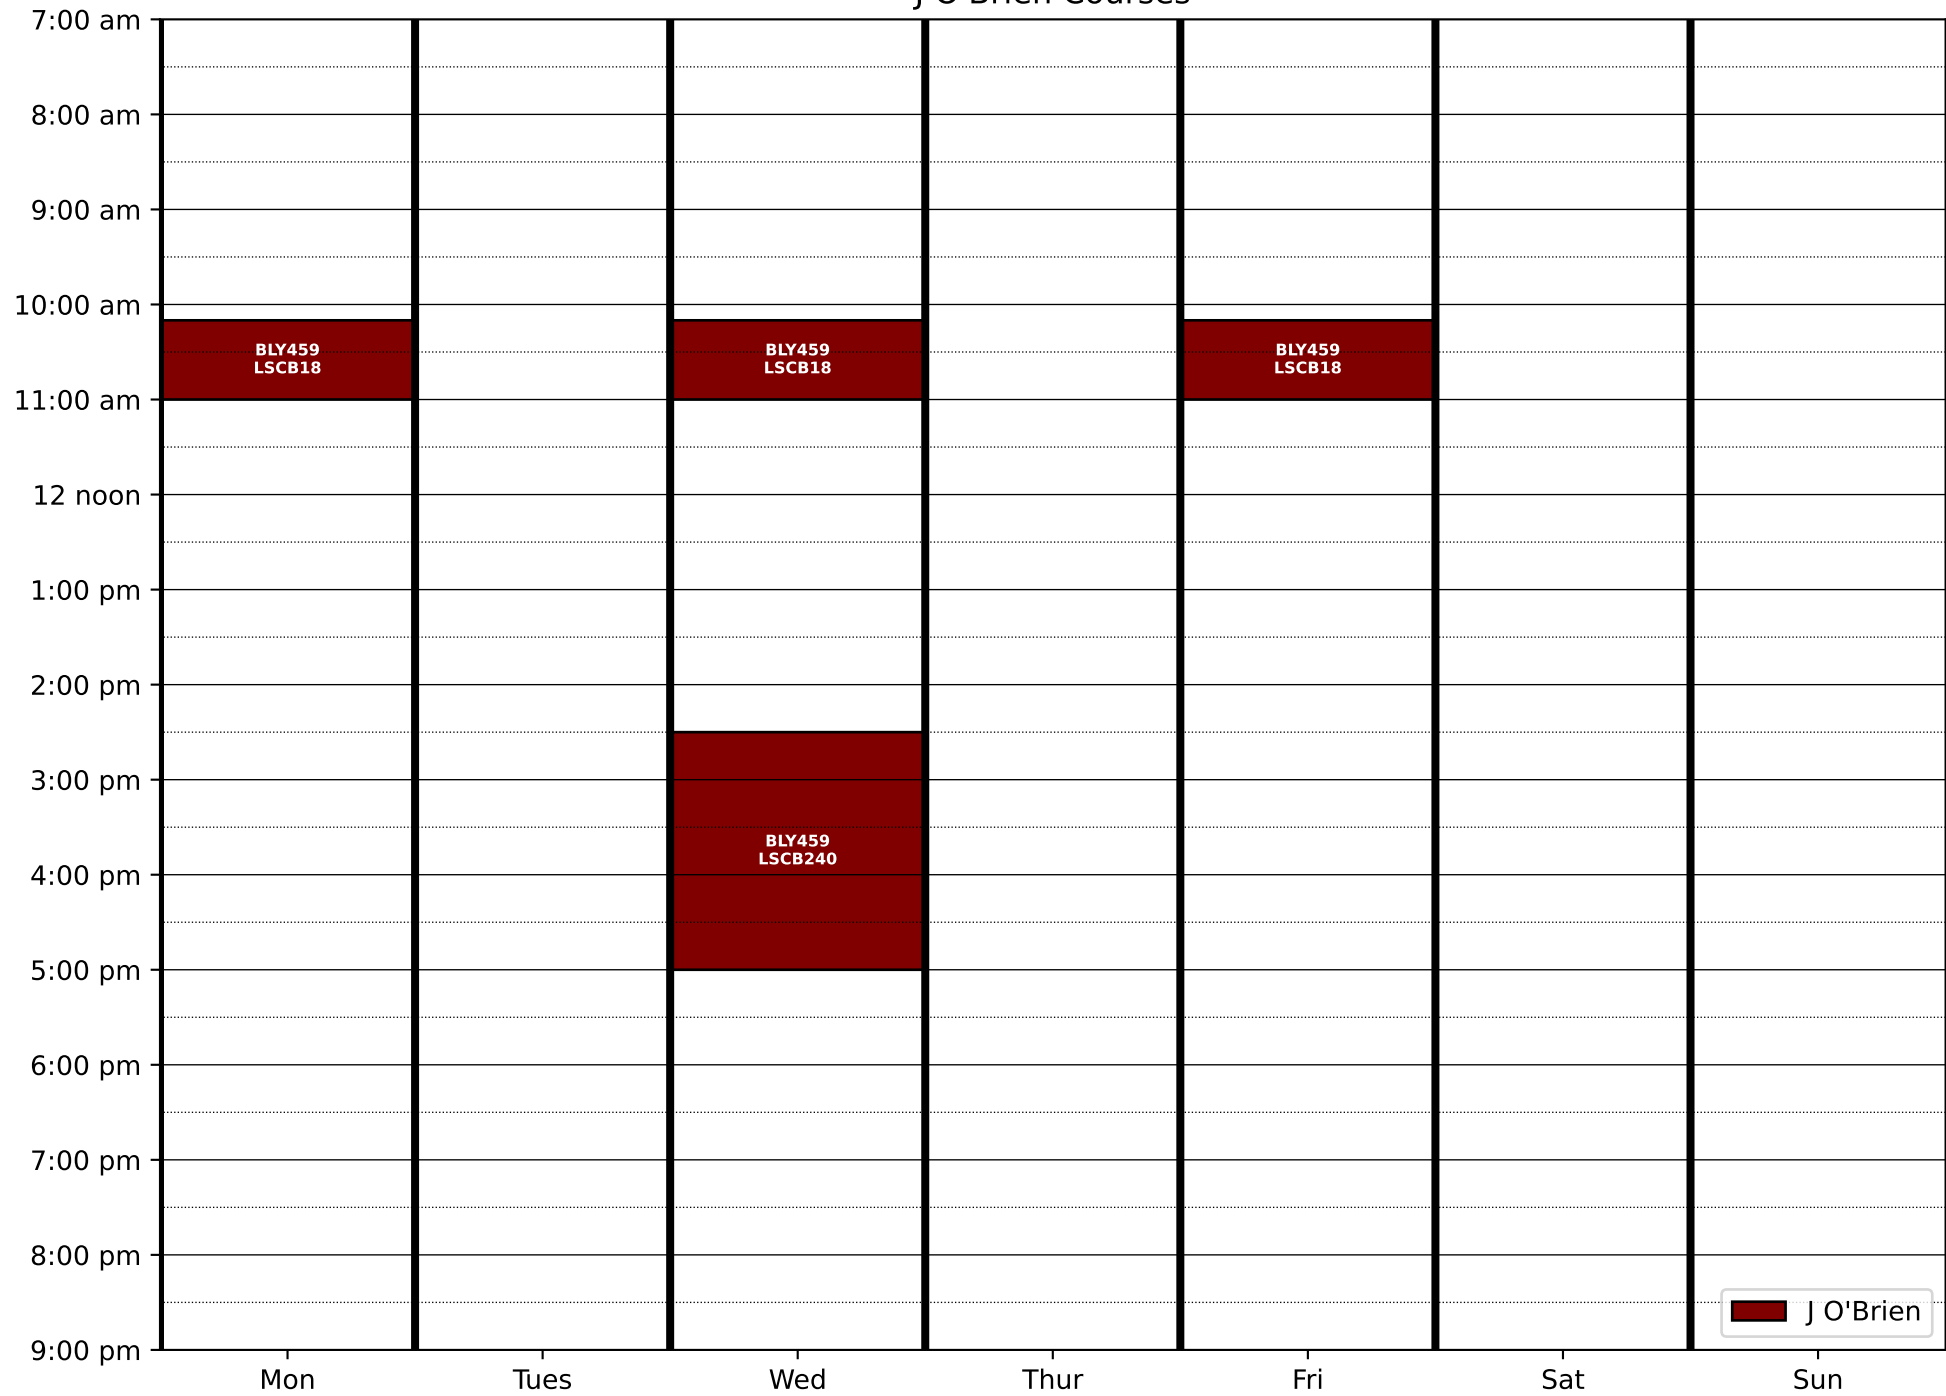 J O'Brien Courses
7:00 am
8:00 am
9:00 am
10:00 am
BLY459
LSCB18
BLY459
LSCB18
BLY459
LSCB18
11:00 am
12 noon
1:00 pm
2:00 pm
3:00 pm
BLY459
LSCB240
4:00 pm
5:00 pm
6:00 pm
7:00 pm
8:00 pm
J O'Brien
9:00 pm
Mon Tues Wed Thur Fri Sat Sun